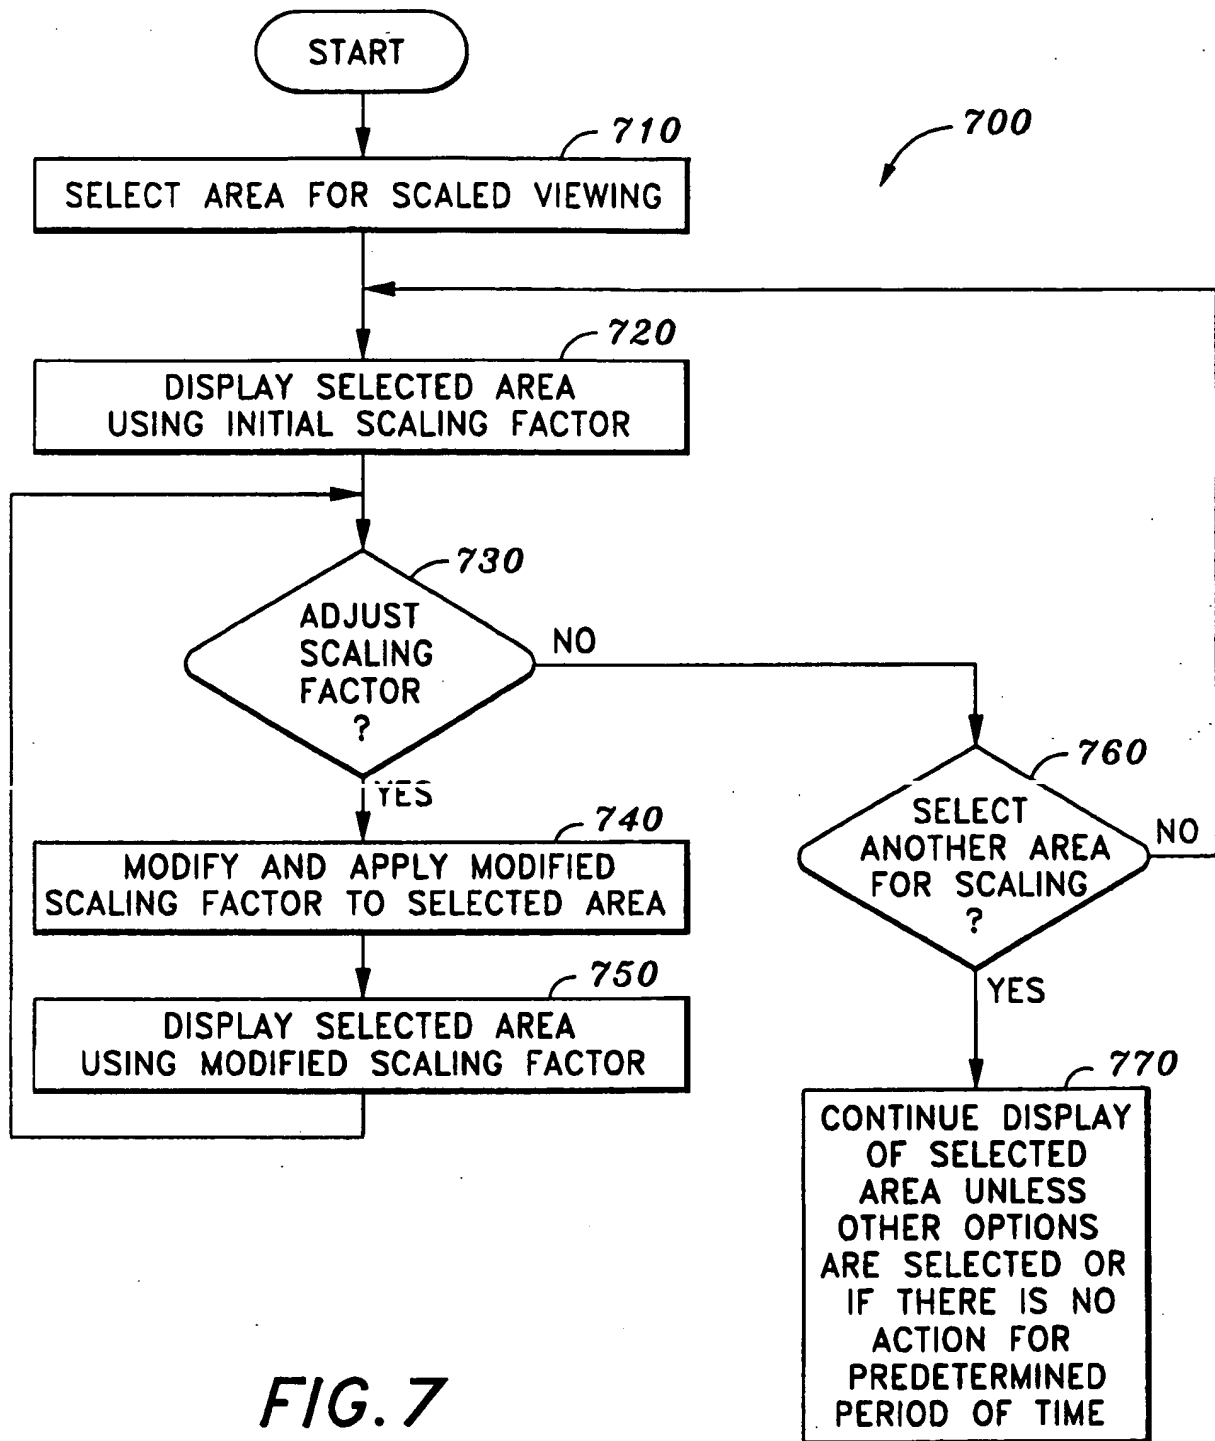 START
700
710
SELECT AREA FOR SCALED VIEWING
720
DISPLAY SELECTED AREA
USING INITIAL SCALING FACTOR
730
ADJUST
SCALING
FACTOR
?
NO
YES
740
MODIFY AND APPLY MODIFIED
SCALING FACTOR TO SELECTED AREA
750
DISPLAY SELECTED AREA
USING MODIFIED SCALING FACTOR
760
SELECT
ANOTHER AREA
FOR SCALING
?
NO
YES
770
CONTINUE DISPLAY
OF SELECTED
AREA UNLESS
OTHER OPTIONS
ARE SELECTED OR
IF THERE IS NO
ACTION FOR
PREDETERMINED
PERIOD OF TIME
FIG. 7